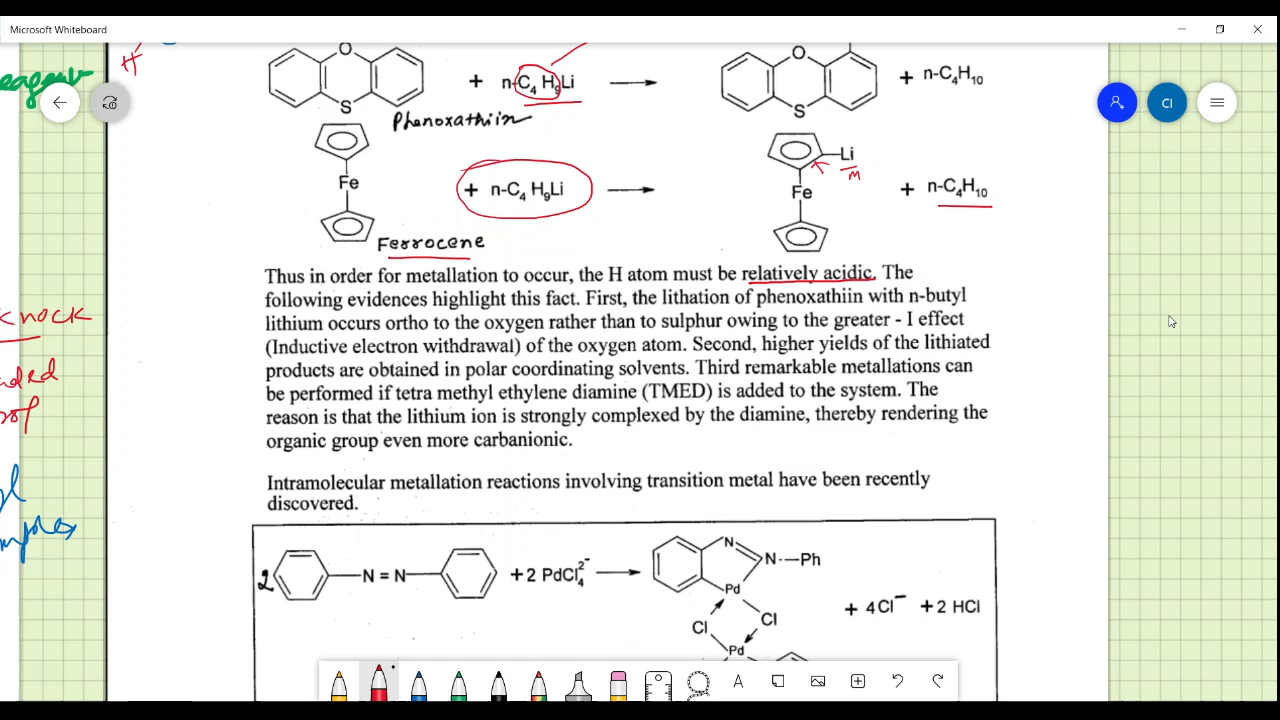 Microsoft Whiteboard
H
O
+ n-C4 H9Li
O
+ n-C4H10
S
Phenoxathiin
S
CI
Li
m
Fe
+ n-C4 H9Li
Fe
+ n-C4H10
Ferrocene
Thus in order for metallation to occur, the H atom must be relatively acidic. The
following evidences highlight this fact. First, the lithation of phenoxathiin with n-butyl
lithium occurs ortho to the oxygen rather than to sulphur owing to the greater - I effect
(Inductive electron withdrawal) of the oxygen atom. Second, higher yields of the lithiated
products are obtained in polar coordinating solvents. Third remarkable metallations can
be performed if tetra methyl ethylene diamine (TMED) is added to the system. The
reason is that the lithium ion is strongly complexed by the diamine, thereby rendering the
organic group even more carbanionic.
Intramolecular metallation reactions involving transition metal have been recently
discovered.
knock
2
N = N
+2 PdCl4 2-
N
N
Ph
Pd
Cl
Cl
Pd
+ 4Cl-
+2 HCl
A